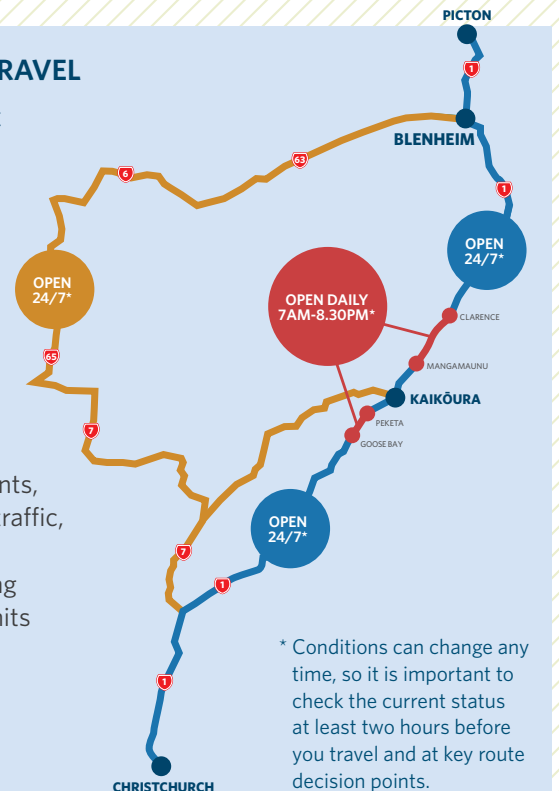 PICTON
1
RAVEL
BLENHEIM
63
6
1
OPEN
24/7*
OPEN
24/7*
OPEN DAILY
7AM-8.30PM*
CLARENCE
65
MANGAMAUNU
KAIKŌURA
PEKETA
7
GOOSE BAY
nts,
traffic,
OPEN
24/7*
7
ng
1
nits
* Conditions can change any
time, so it is important to
check the current status
at least two hours before
you travel and at key route
decision points.
1
CHRISTCHURCH